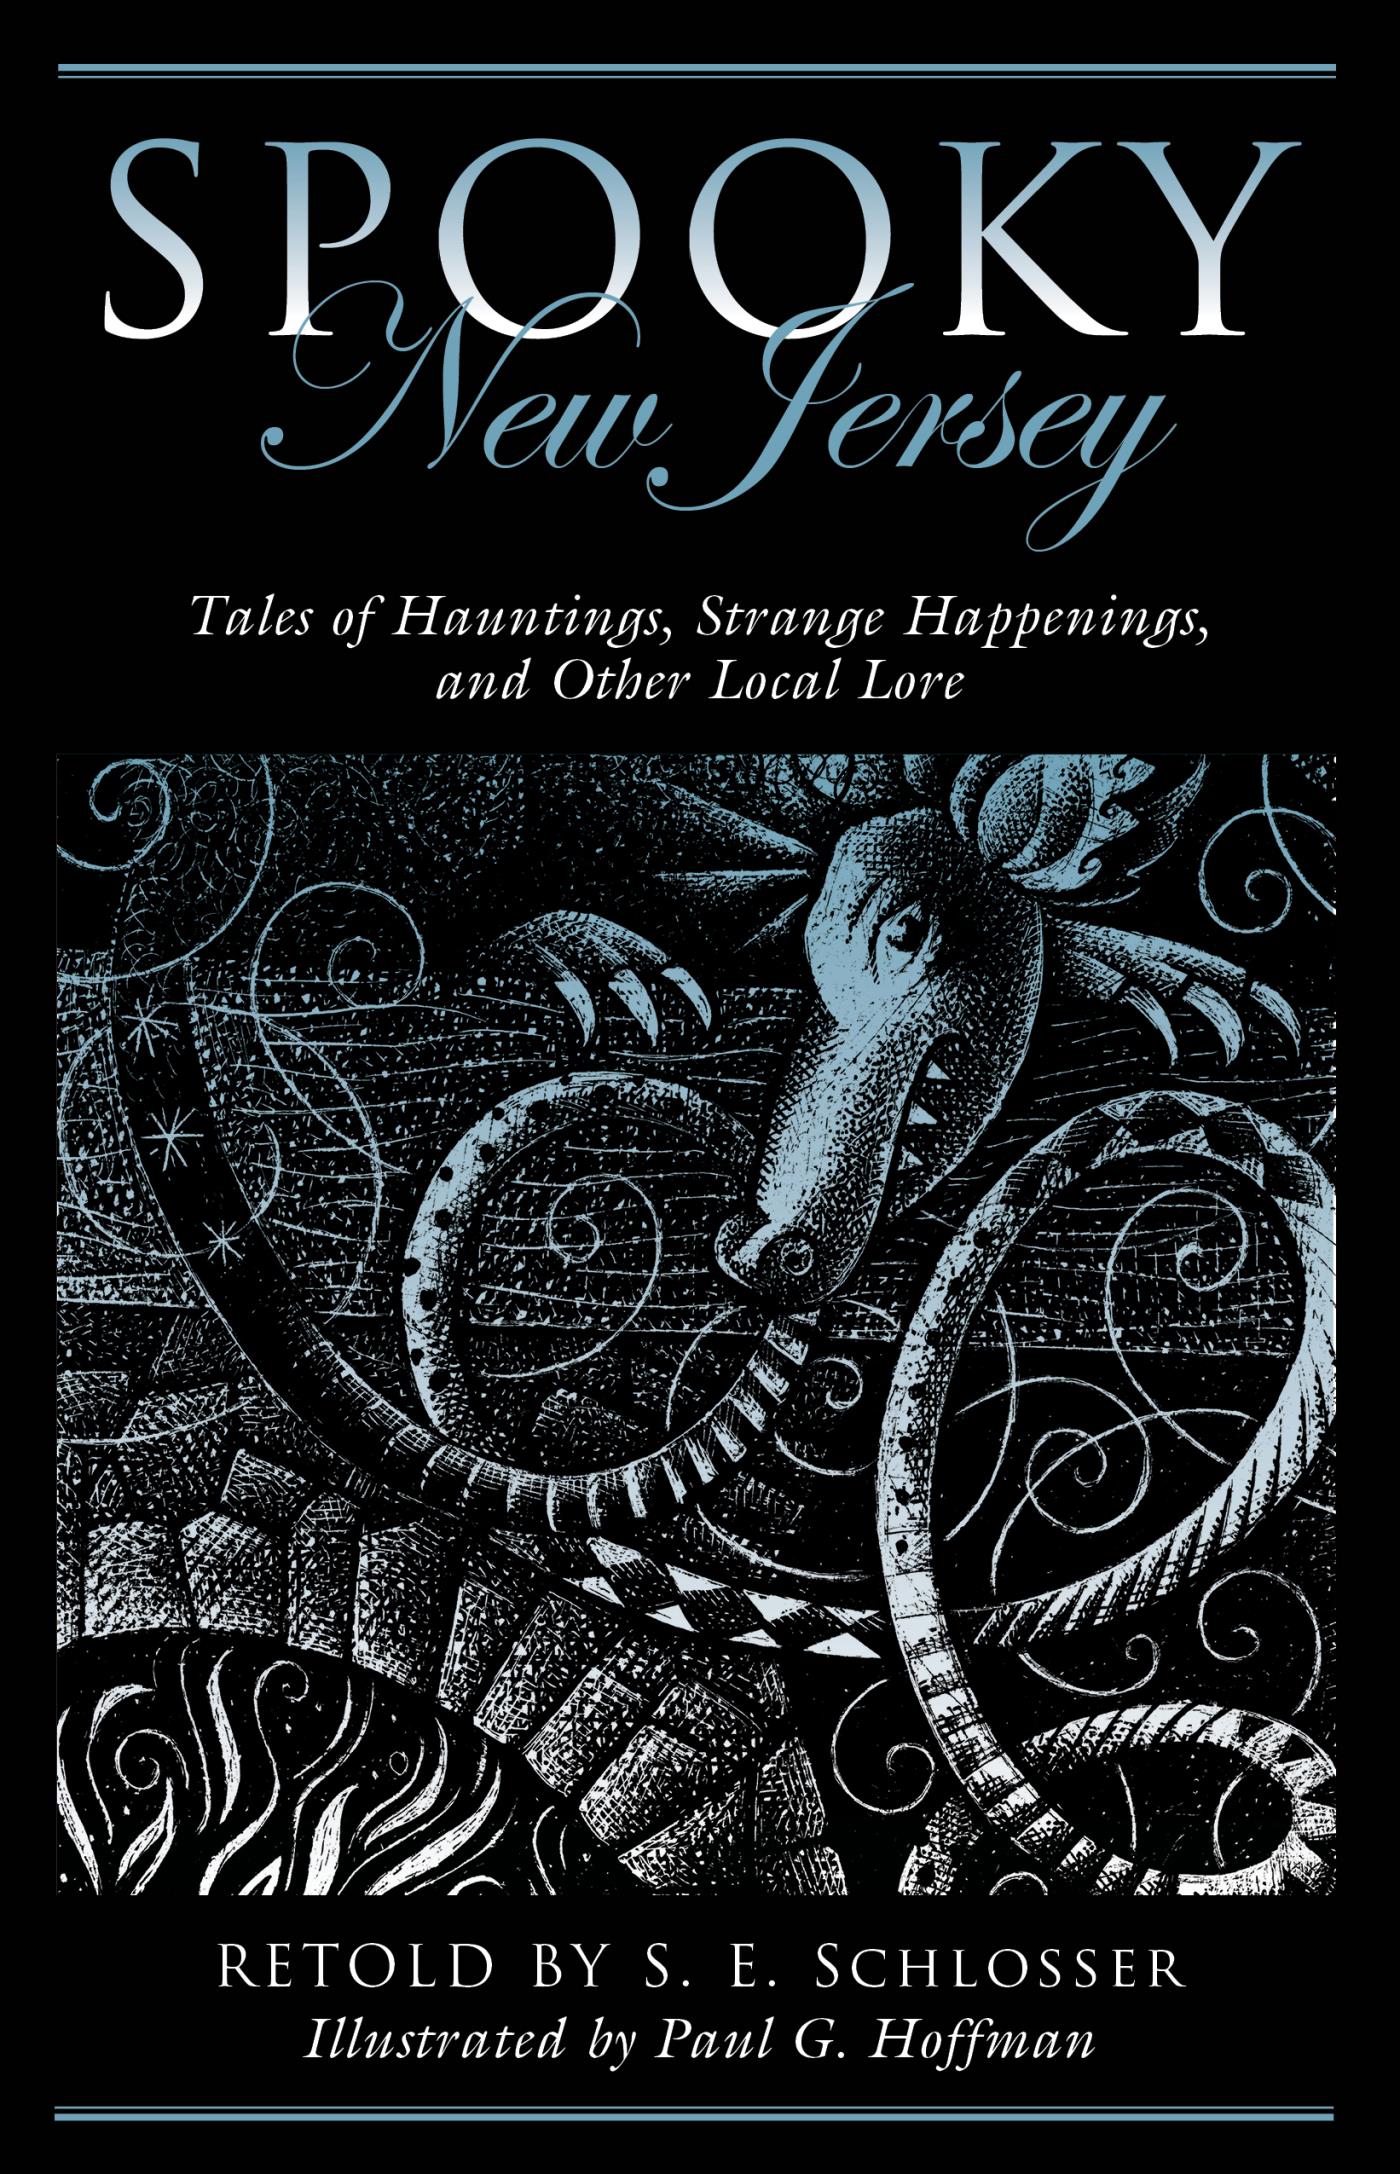 SPOOKY
New Jersey
Tales of Hauntings, Strange Happenings,
and Other Local Lore
RETOLD BY S. E. SCHLOSSER
Illustrated by Paul G. Hoffman